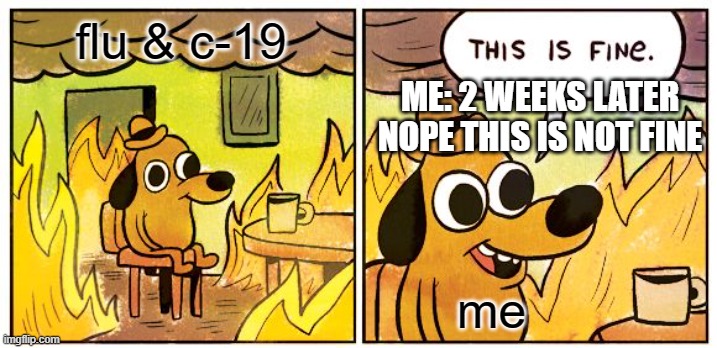 flu & c-19
THIS IS FINE.
ME: 2 WEEKS LATER
NOPE THIS IS NOT FINE
me
imgflip.com